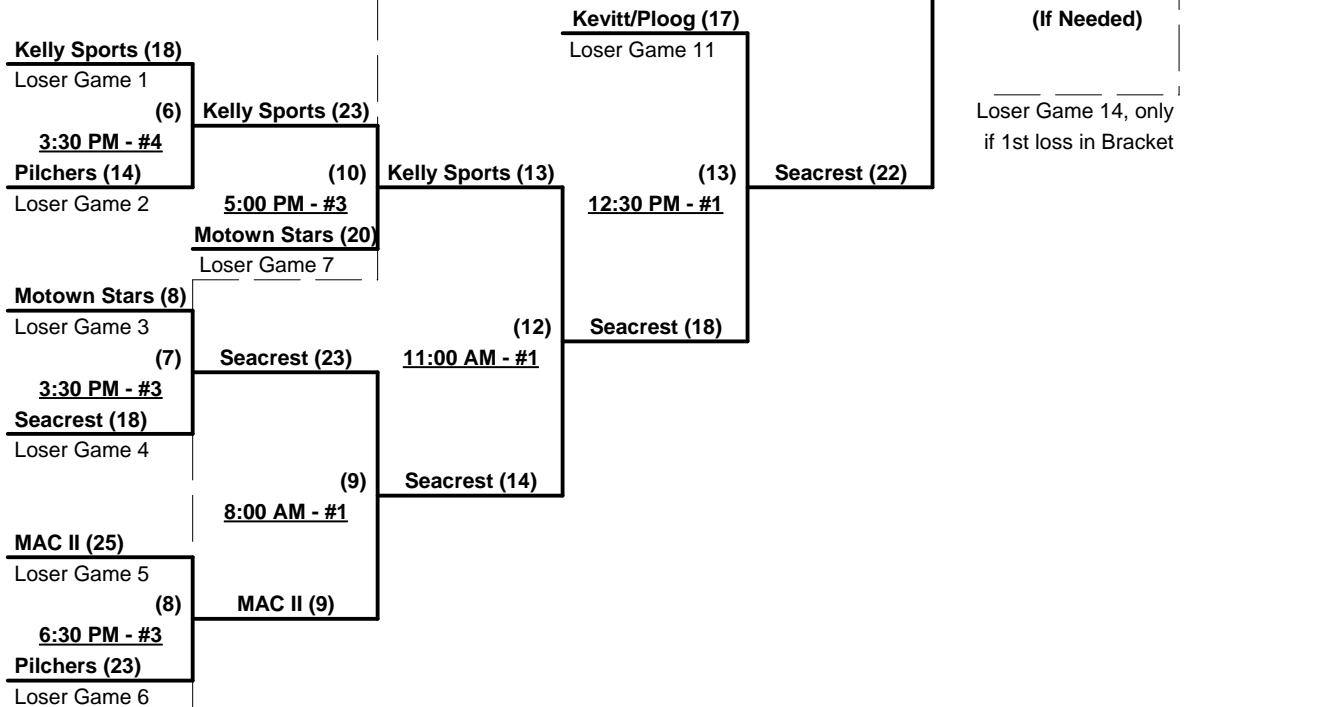 Kevitt/Ploog (17)
(If Needed)
Loser Game 11
Kelly Sports (18)
Loser Game 1
(6)
Kelly Sports (23)
Loser Game 14, only
3:30 PM - #4
if 1st loss in Bracket
Pilchers (14)
(10)
Kelly Sports (13)
(13)
Seacrest (22)
Loser Game 2
5:00 PM - #3
12:30 PM - #1
Motown Stars (20)
Loser Game 7
Motown Stars (8)
Loser Game 3
(12)
Seacrest (18)
(7)
Seacrest (23)
11:00 AM - #1
3:30 PM - #3
Seacrest (18)
Loser Game 4
(9)
Seacrest (14)
8:00 AM - #1
MAC II (25)
Loser Game 5
(8)
MAC II (9)
6:30 PM - #3
Pilchers (23)
Loser Game 6